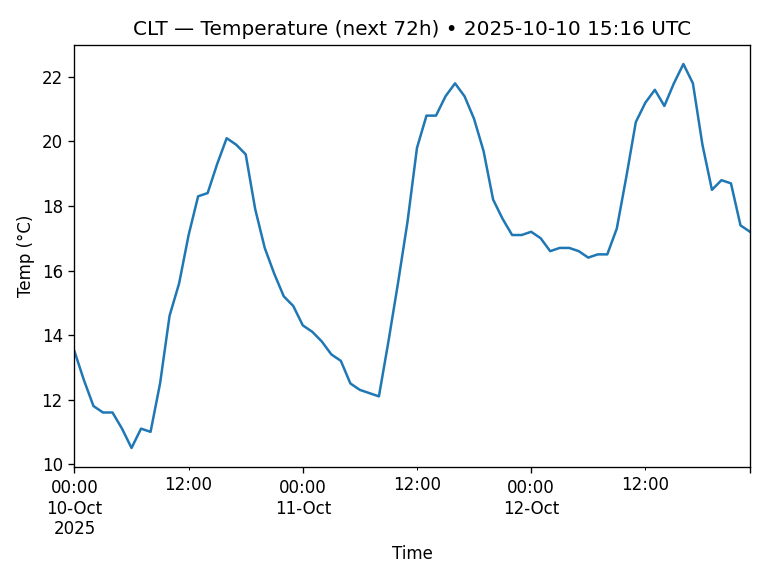 CLT — Temperature (next 72h) • 2025-10-10 15:16 UTC
Temp (°C)
22
20
18
16
14
12
10
00:00 12:00 00:00 12:00 00:00 12:00
10-Oct 11-Oct 12-Oct
2025
Time